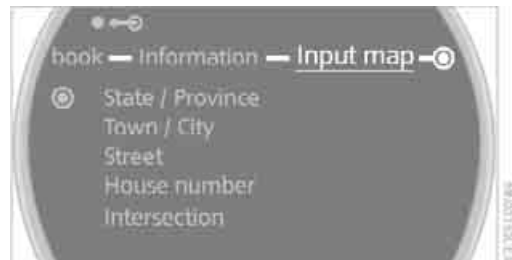 book Information Input map
State / Province
Town / City
Street
House number
Intersection